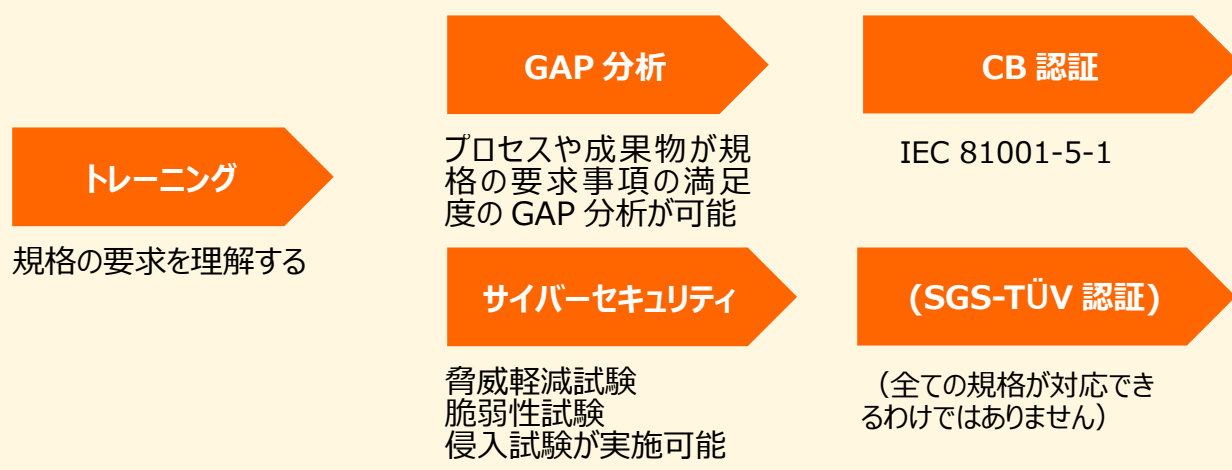 トレーニング
規格の要求を理解する
GAP 分析
プロセスや成果物が規
格の要求事項の満足
度の GAP 分析が可能
CB 認証
IEC 81001-5-1
サイバーセキュリティ
脅威軽減試験
脆弱性試験
侵入試験が実施可能
(SGS-TÜV 認証)
（全ての規格が対応でき
るわけではありません）